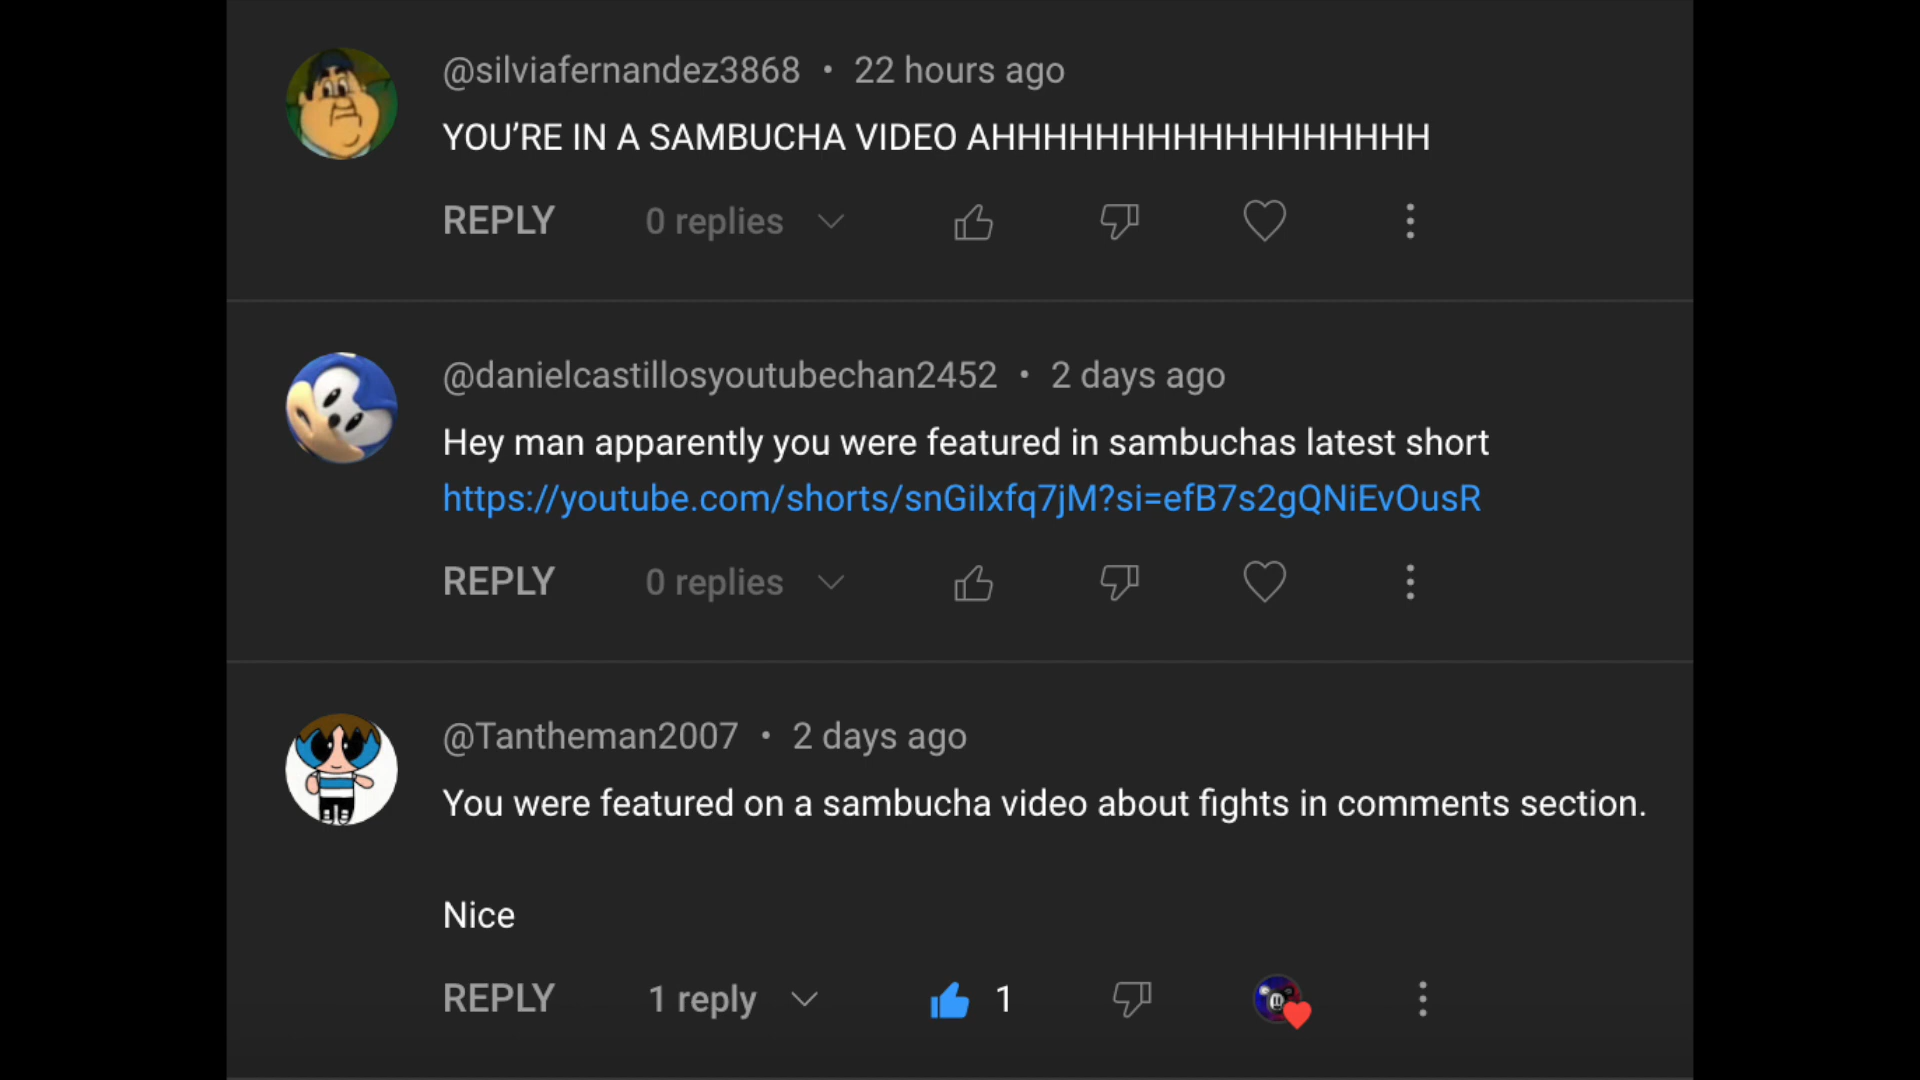 @silviafernandez3868 • 22 hours ago
YOU’RE IN A SAMBUCHA VIDEO AHHHHHHHHHHHHHHHHH
REPLY 0 replies
@danielcastillosyoutubechan2452 • 2 days ago
Hey man apparently you were featured in sambuchas latest short
https://youtube.com/shorts/snGiIxfq7jM?si=efB7s2gQNiEvOusR
REPLY 0 replies
@Tantheman2007 • 2 days ago
You were featured on a sambucha video about fights in comments section.
Nice
REPLY 1 reply 1